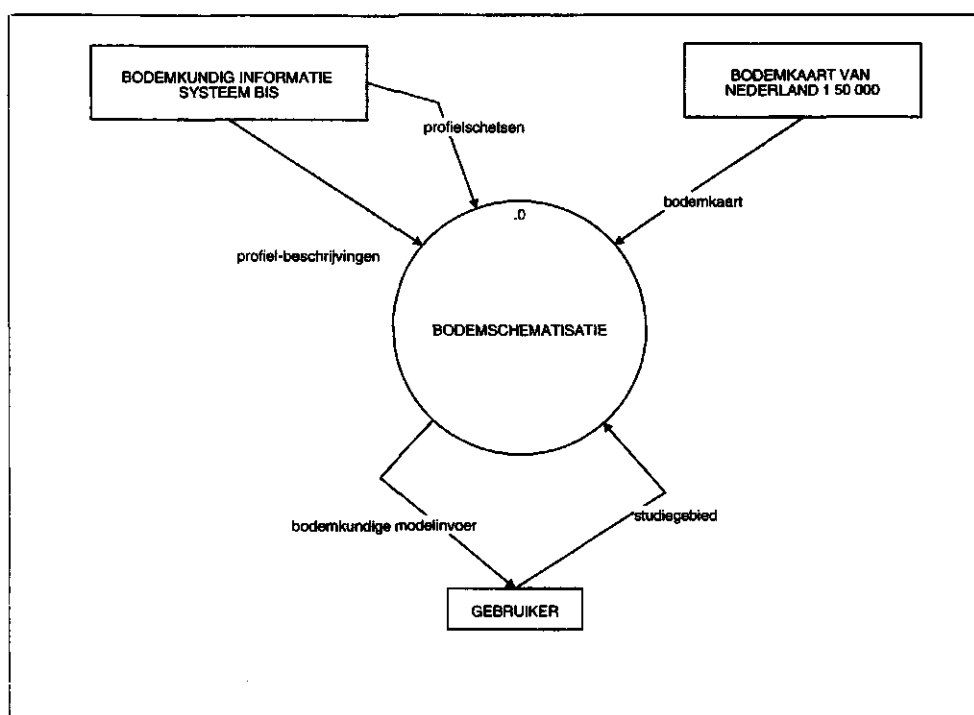 BODEMKUNDIG INFORMATIE
SYSTEEM BIS
BODEMKAART VAN
NEDERLAND 1 50 000
profielschetsen
bodemkaart
.0
profiel-beschrijvingen
BODEMSCHEMATISATIE
bodemkundige modelinvoer
studiegebied
GEBRUIKER